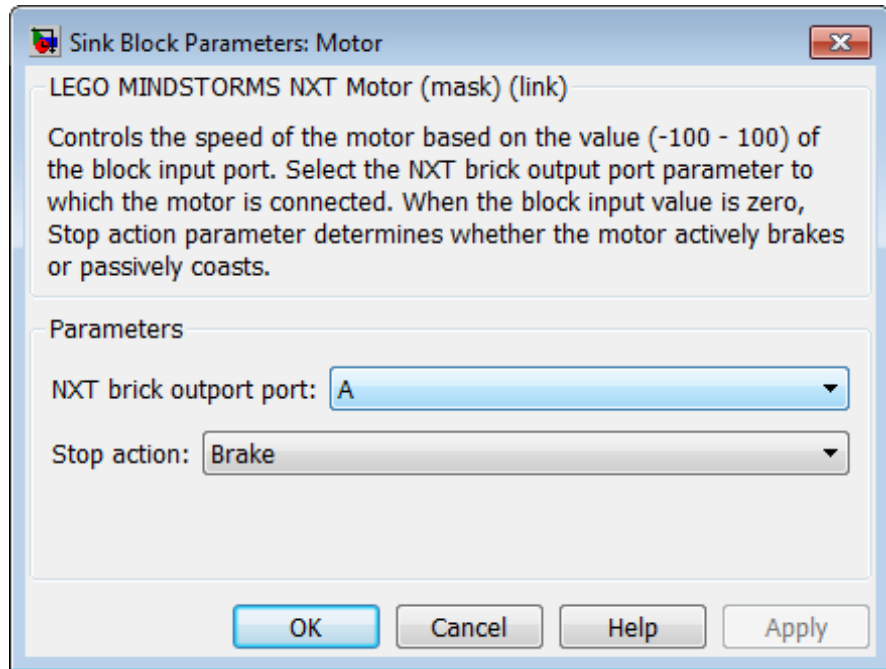 Sink Block Parameters: Motor
LEGO MINDSTORMS NXT Motor (mask) (link)
Controls the speed of the motor based on the value (-100 - 100) of
the block input port. Select the NXT brick output port parameter to
which the motor is connected. When the block input value is zero,
Stop action parameter determines whether the motor actively brakes
or passively coasts.
Parameters
NXT brick outport port: A
Stop action: Brake
OK Cancel Help Apply